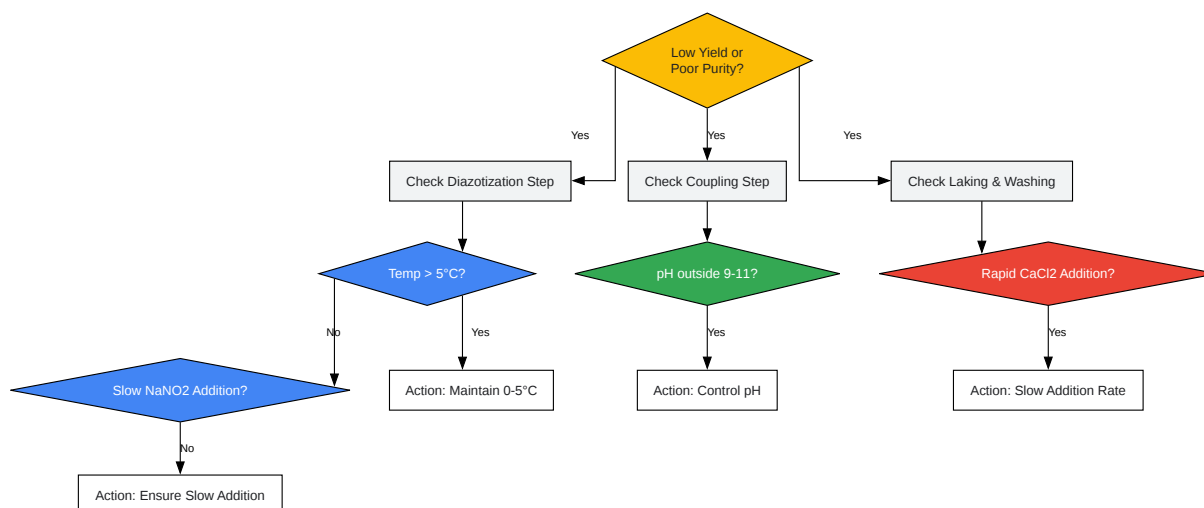 Low Yield or
Poor Purity?
Yes
Yes
Yes
Check Diazotization Step
Check Coupling Step
Check Laking & Washing
Temp > 5°C?
pH outside 9-11?
Rapid CaCl2 Addition?
No
Yes
Yes
Yes
Slow NaNO2 Addition?
Action: Maintain 0-5°C
Action: Control pH
Action: Slow Addition Rate
No
Action: Ensure Slow Addition